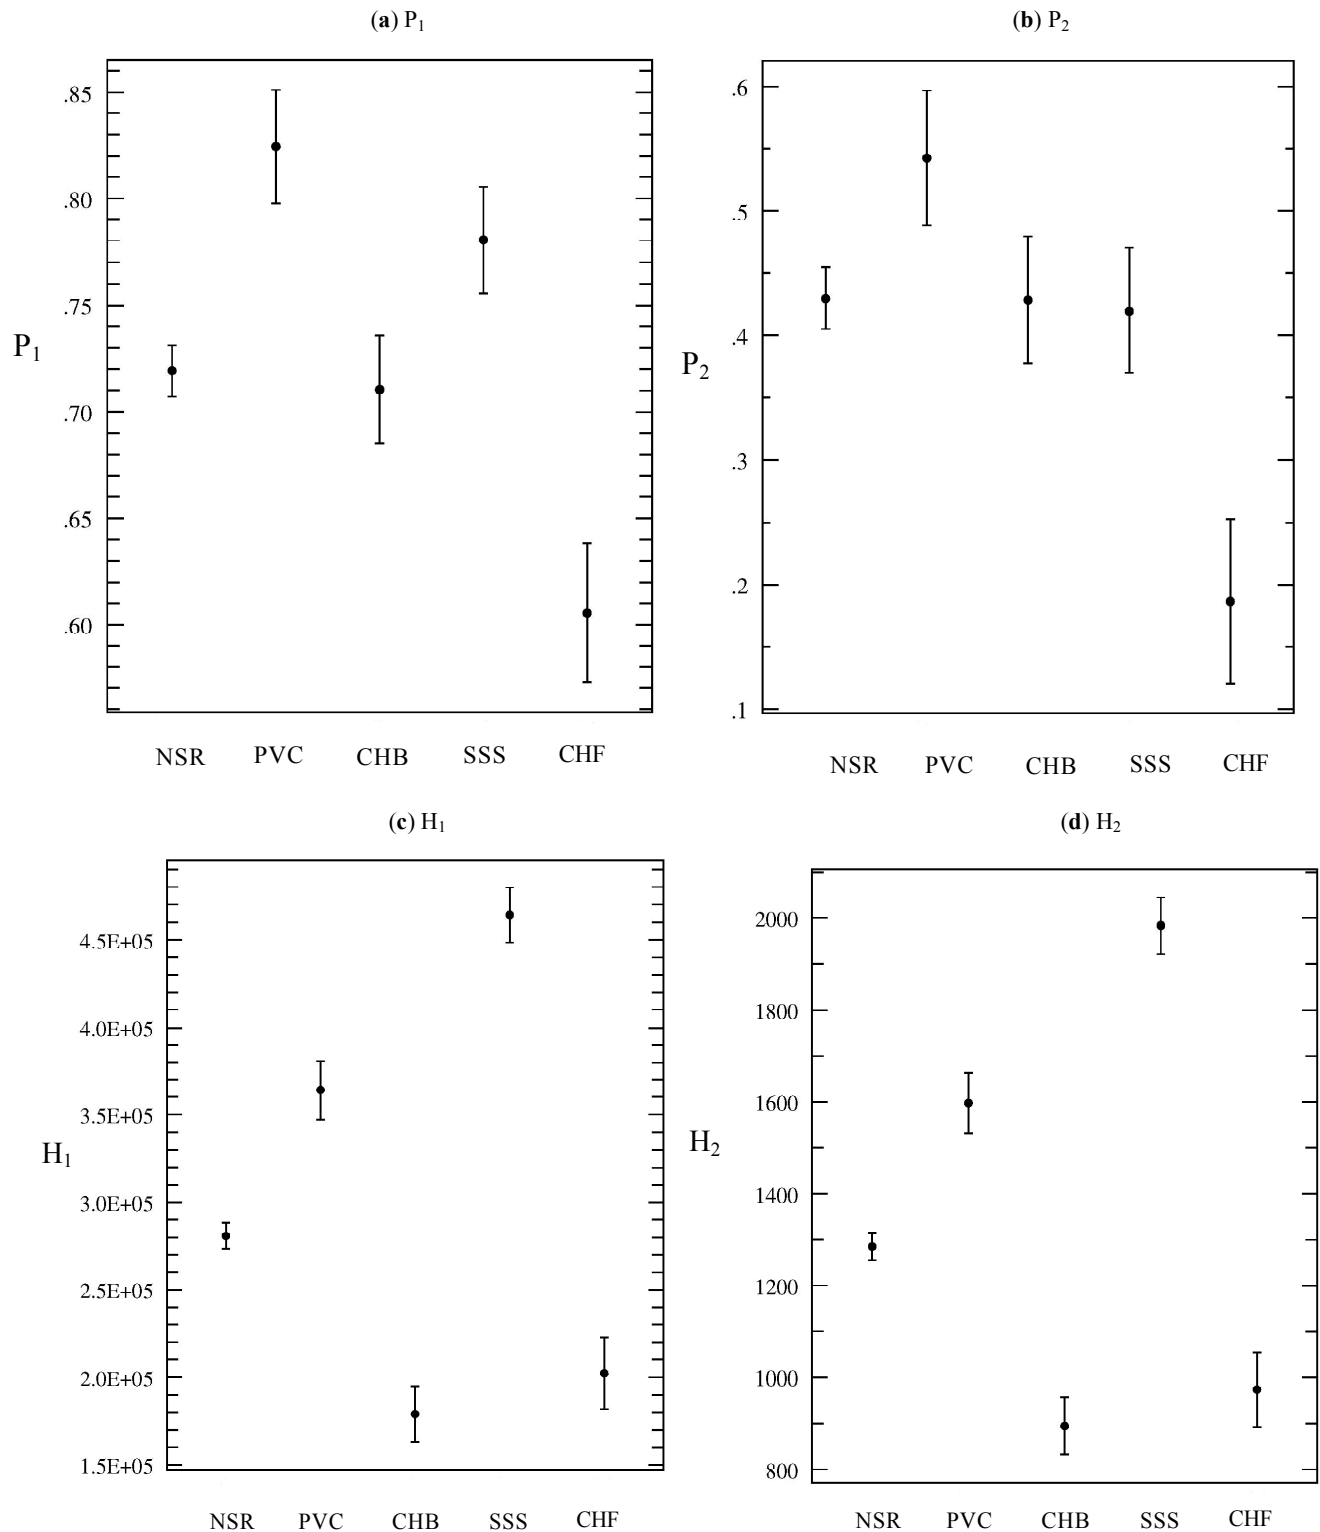 (a) P1
.85
.80
.75
.70
.65
.60
P1
NSR PVC CHB SSS CHF
(b) P2
.6
.5
.4
.3
.2
.1
P2
NSR PVC CHB SSS CHF
(c) H1
4.5E+05
4.0E+05
3.5E+05
3.0E+05
2.5E+05
2.0E+05
1.5E+05
H1
NSR PVC CHB SSS CHF
(d) H2
2000
1800
1600
1400
1200
1000
800
H2
NSR PVC CHB SSS CHF